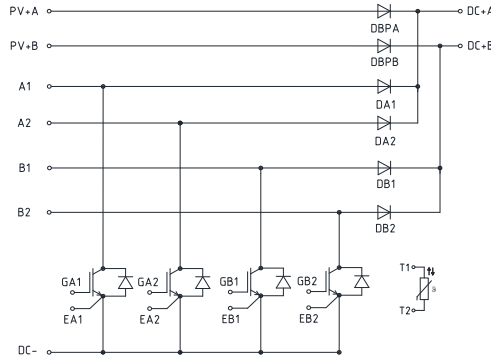 PV+A DC+A
DBPA
PV+B DC+B
DBPB
A1
DA1
A2
DA2
B1
DB1
B2
DB2
GA1 GA2 GB1 GB2 T1
EA1 EA2 EB1 EB2 T2
DC-